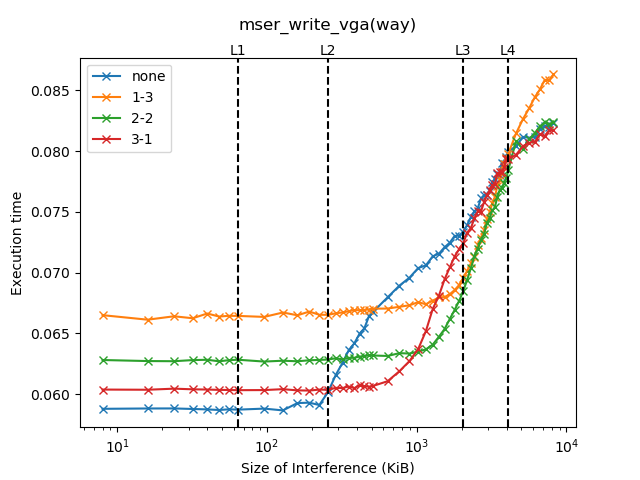 mser_write_vga(way)
L1 L2 L3 L4
none
1-3
2-2
3-1
0.085
0.080
0.075
0.070
0.065
0.060
Execution time
10¹ 10² 10³ 10⁴
Size of Interference (KiB)